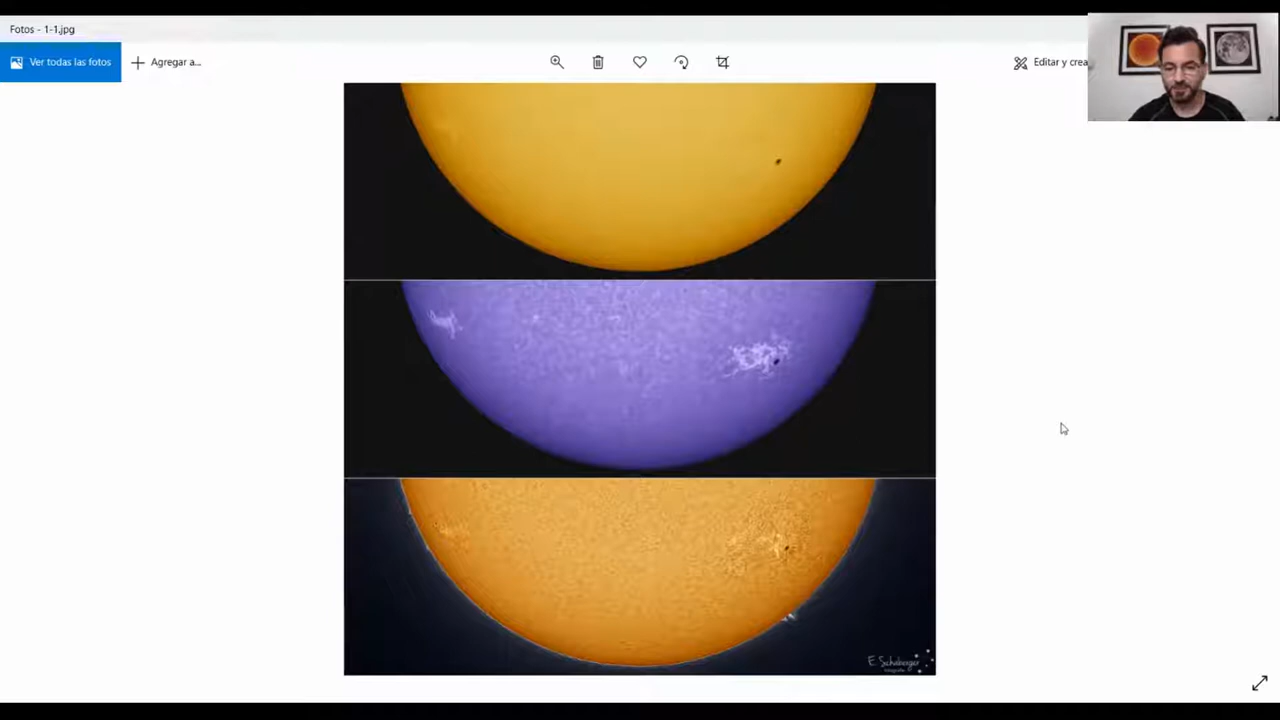 Fotos - 1-1.jpg
Ver todas las fotos
Agregar a...
Editar y crea
E. Schaberger